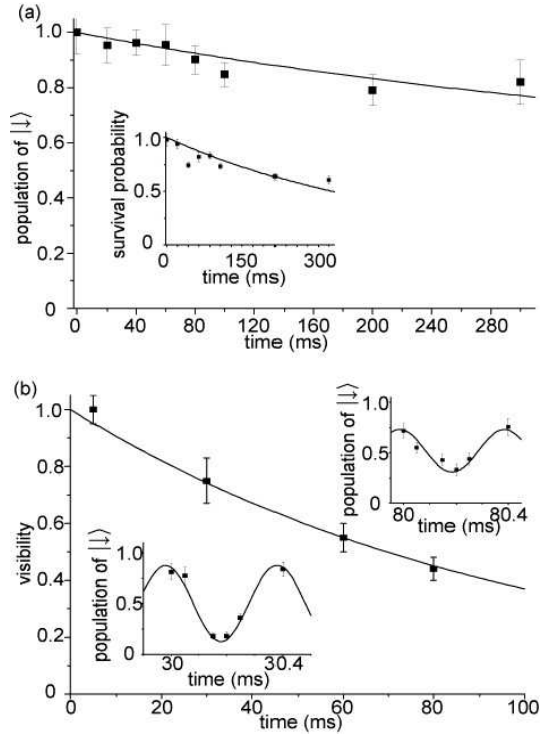 (a)
population of |↓⟩
1.0
0.8
0.6
0.4
0.2
0
0 40 80 120 160 200 240 280
time (ms)
survival probability
1.0
0.5
0
0 150 300
time (ms)
(b)
visibility
1.0
0.8
0.6
0.4
0.2
0
0 20 40 60 80 100
time (ms)
population of |↓⟩
1.0
0.5
0
80 80.4
time (ms)
population of |↓⟩
1.0
0.5
0
30 30.4
time (ms)